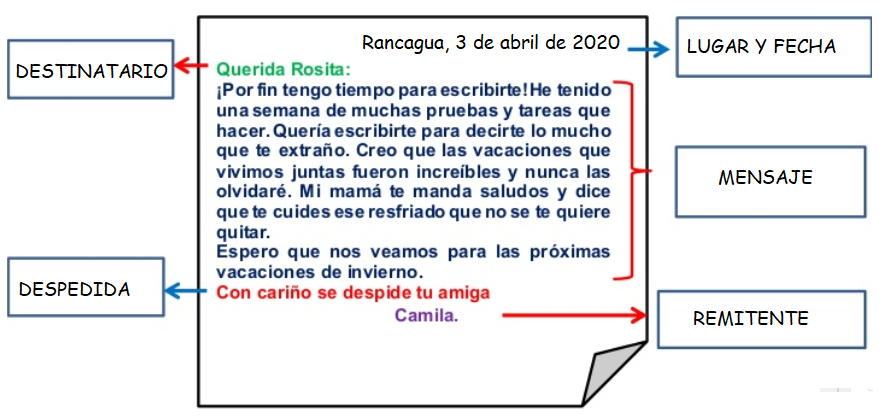 Rancagua, 3 de abril de 2020
LUGAR Y FECHA
DESTINATARIO
Querida Rosita:
¡Por fin tengo tiempo para escribirte! He tenido
una semana de muchas pruebas y tareas que
hacer. Quería escribirte para decirte lo mucho
que te extraño. Creo que las vacaciones que
vivimos juntas fueron increíbles y nunca las
olvidaré. Mi mamá te manda saludos y dice
que te cuides ese resfriado que no se te quiere
quitar.
Espero que nos veamos para las próximas
vacaciones de invierno.
MENSAJE
DESPEDIDA
Con cariño se despide tu amiga
Camila.
REMITENTE